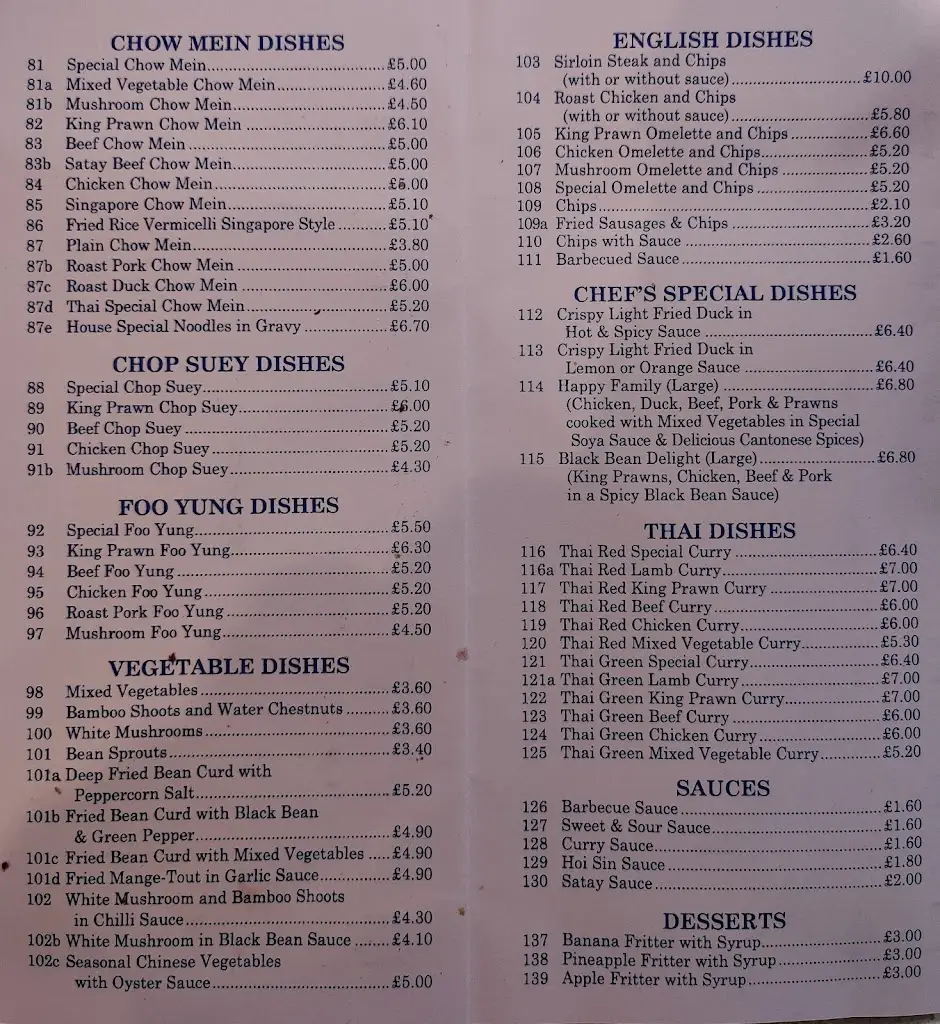 CHOW MEIN DISHES
81 Special Chow Mein........................£5.00
81a Mixed Vegetable Chow Mein........................£4.60
81b Mushroom Chow Mein........................£4.50
82 King Prawn Chow Mein ........................£6.10
83 Beef Chow Mein ........................£5.00
83b Satay Beef Chow Mein........................£5.00
84 Chicken Chow Mein........................£5.00
85 Singapore Chow Mein........................£5.10
86 Fried Rice Vermicelli Singapore Style ...........£5.10
87 Plain Chow Mein........................£3.80
87b Roast Pork Chow Mein ........................£5.00
87c Roast Duck Chow Mein ........................£6.00
87d Thai Special Chow Mein........................£5.20
87e House Special Noodles in Gravy ..................£6.70
CHOP SUEY DISHES
88 Special Chop Suey........................£5.10
89 King Prawn Chop Suey........................£6.00
90 Beef Chop Suey ........................£5.20
91 Chicken Chop Suey........................£5.20
91b Mushroom Chop Suey........................£4.30
FOO YUNG DISHES
92 Special Foo Yung........................£5.50
93 King Prawn Foo Yung........................£6.30
94 Beef Foo Yung ........................£5.20
95 Chicken Foo Yung ........................£5.20
96 Roast Pork Foo Yung ........................£5.20
97 Mushroom Foo Yung........................£4.50
VEGETABLE DISHES
98 Mixed Vegetables ........................£3.60
99 Bamboo Shoots and Water Chestnuts .........£3.60
100 White Mushrooms........................£3.60
101 Bean Sprouts........................£3.40
101a Deep Fried Bean Curd with
Peppercorn Salt........................£5.20
101b Fried Bean Curd with Black Bean
& Green Pepper........................£4.90
101c Fried Bean Curd with Mixed Vegetables .....£4.90
101d Fried Mange-Tout in Garlic Sauce..............£4.90
102 White Mushroom and Bamboo Shoots
in Chilli Sauce........................£4.30
102b White Mushroom in Black Bean Sauce ........£4.10
102c Seasonal Chinese Vegetables
with Oyster Sauce........................£5.00
ENGLISH DISHES
103 Sirloin Steak and Chips
(with or without sauce)........................£10.00
104 Roast Chicken and Chips
(with or without sauce)........................£5.80
105 King Prawn Omelette and Chips .................£6.60
106 Chicken Omelette and Chips........................£5.20
107 Mushroom Omelette and Chips ...................£5.20
108 Special Omelette and Chips ........................£5.20
109 Chips........................£2.10
109a Fried Sausages & Chips ........................£3.20
110 Chips with Sauce ........................£2.60
111 Barbecued Sauce ........................£1.60
CHEF'S SPECIAL DISHES
112 Crispy Light Fried Duck in
Hot & Spicy Sauce ........................£6.40
113 Crispy Light Fried Duck in
Lemon or Orange Sauce ........................£6.40
114 Happy Family (Large) ........................£6.80
(Chicken, Duck, Beef, Pork & Prawns
cooked with Mixed Vegetables in Special
Soya Sauce & Delicious Cantonese Spices)
115 Black Bean Delight (Large)........................£6.80
(King Prawns, Chicken, Beef & Pork
in a Spicy Black Bean Sauce)
THAI DISHES
116 Thai Red Special Curry ........................£6.40
116a Thai Red Lamb Curry........................£7.00
117 Thai Red King Prawn Curry ........................£7.00
118 Thai Red Beef Curry........................£6.00
119 Thai Red Chicken Curry........................£6.00
120 Thai Red Mixed Vegetable Curry.................£5.30
121 Thai Green Special Curry........................£6.40
121a Thai Green Lamb Curry........................£7.00
122 Thai Green King Prawn Curry.....................£7.00
123 Thai Green Beef Curry ........................£6.00
124 Thai Green Chicken Curry ........................£6.00
125 Thai Green Mixed Vegetable Curry.............£5.20
SAUCES
126 Barbecue Sauce ........................£1.60
127 Sweet & Sour Sauce........................£1.60
128 Curry Sauce........................£1.60
129 Hoi Sin Sauce ........................£1.80
130 Satay Sauce ........................£2.00
DESSERTS
137 Banana Fritter with Syrup........................£3.00
138 Pineapple Fritter with Syrup ........................£3.00
139 Apple Fritter with Syrup........................£3.00